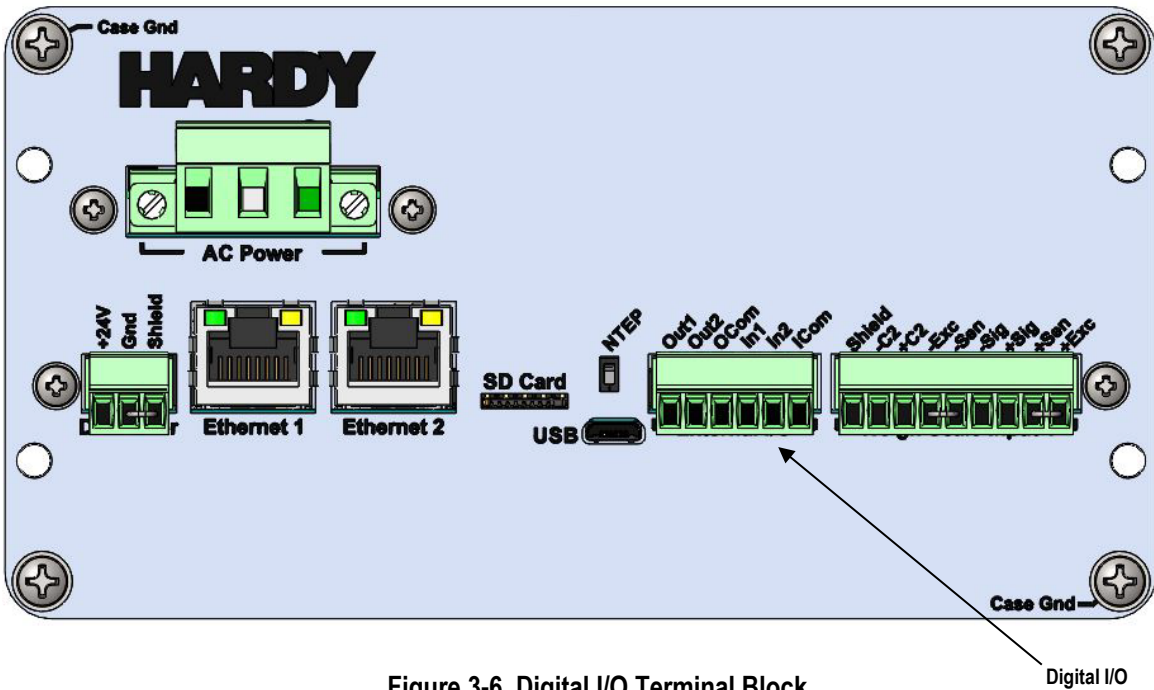 Case Gnd
HARDY
AC Power
+24V
Gnd
Shield
Ethernet 1
Ethernet 2
SD Card
USB
NTEP
Out1
Out2
OCom
In1
In2
ICom
Shield
-C2
+C2
-Exc
-Sen
-Sig
+Sig
+Sen
+Exc
Case Gnd
Digital I/O
Figure 3-6 Digital I/O Terminal Block